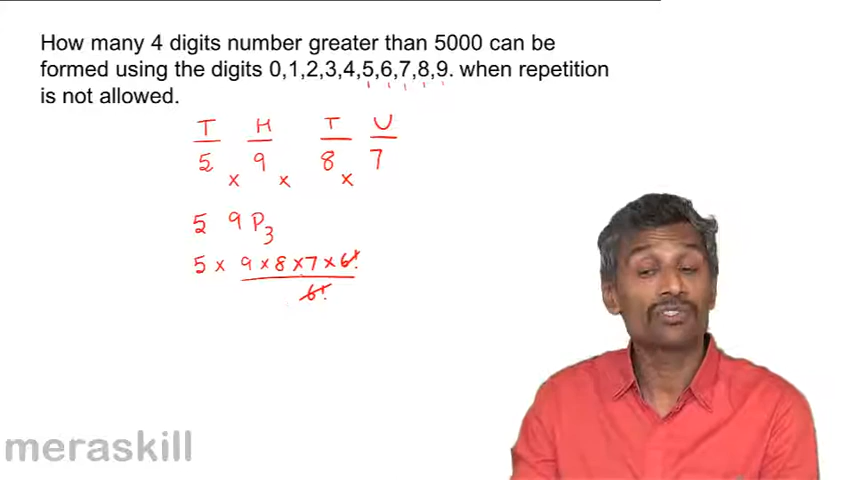 How many 4 digits number greater than 5000 can be
formed using the digits 0,1,2,3,4,5,6,7,8,9. when repetition
is not allowed.
T H T U
5 x 9 x 8 x 7
5 9P3
5 × 9 × 8 × 7 × 6!
6!
meraskill